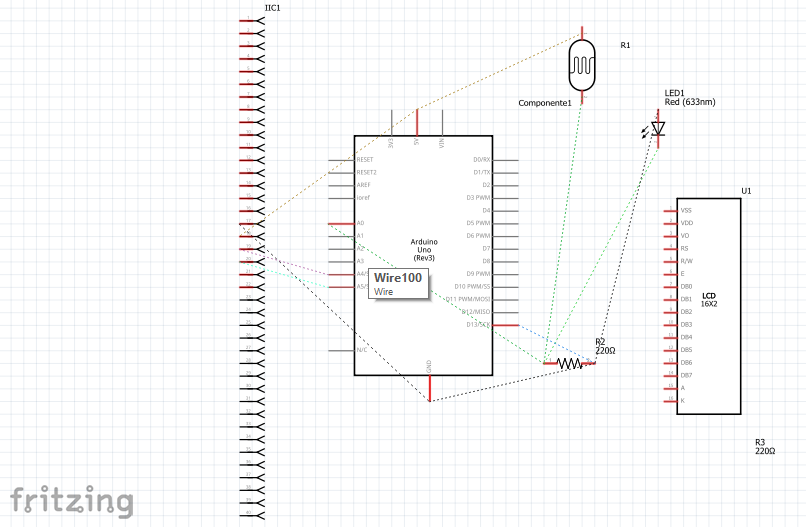 IIC1
R1
Componente1
LED1
Red (633nm)
3V3
5V
VIN
RESET
RESET2
AREF
ioref
A0
A1
A2
A3
A4/
A5/
N/C
D0/RX
D1/TX
D2
D3 PWM
D4
D5 PWM
D6 PWM
D7
D8
D9 PWM
D10 PWM/SS
D11 PWM/MOSI
D12/MISO
D13/SCK
GND
Arduino
Uno
(Rev3)
Wire100
Wire
R2
220Ω
U1
VSS
VDD
VO
RS
R/W
E
DB0
DB1
DB2
DB3
DB4
DB5
DB6
DB7
A
K
LCD
16X2
R3
220Ω
fritzing